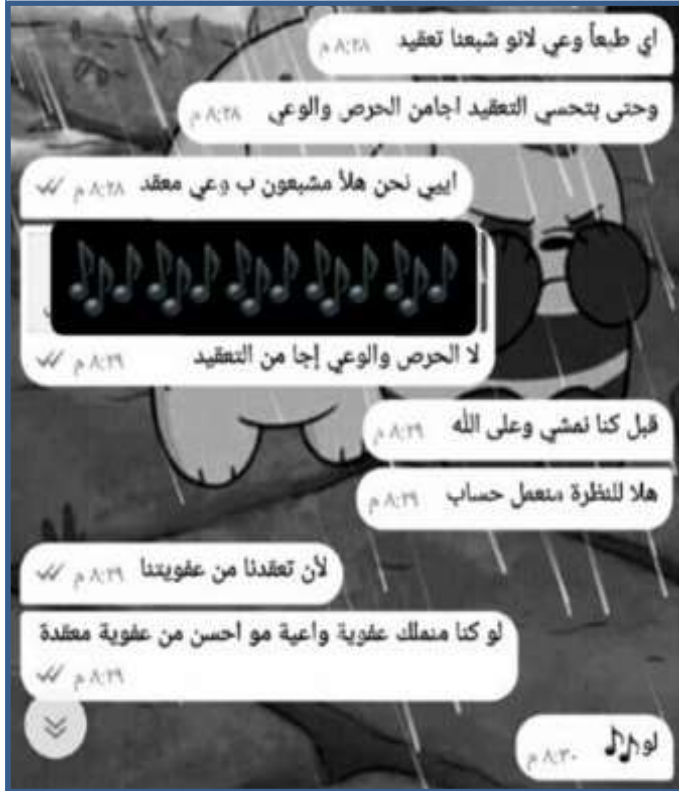 اي طبعاً وعي لانو شبعنا تعقيد ٨:٢٨ م
وحتى بتحسي التعقيد اجامن الحرص والوعي ٨:٢٨ م
ايبي نحن هلأ مشبعون ب وعي معقد ٨:٢٨ م
لا الحرص والوعي إجا من التعقيد ٨:٢٩ م
قبل كنا نمشي وعلى الله ٨:٢٩ م
هلا للنظرة منعمل حساب ٨:٢٩ م
لأن تعقدنا من عفويتنا ٨:٢٩ م
لو كنا منملك عفوية واعية مو احسن من عفوية معقدة
٨:٢٩ م
لو ٨:٣٠ م